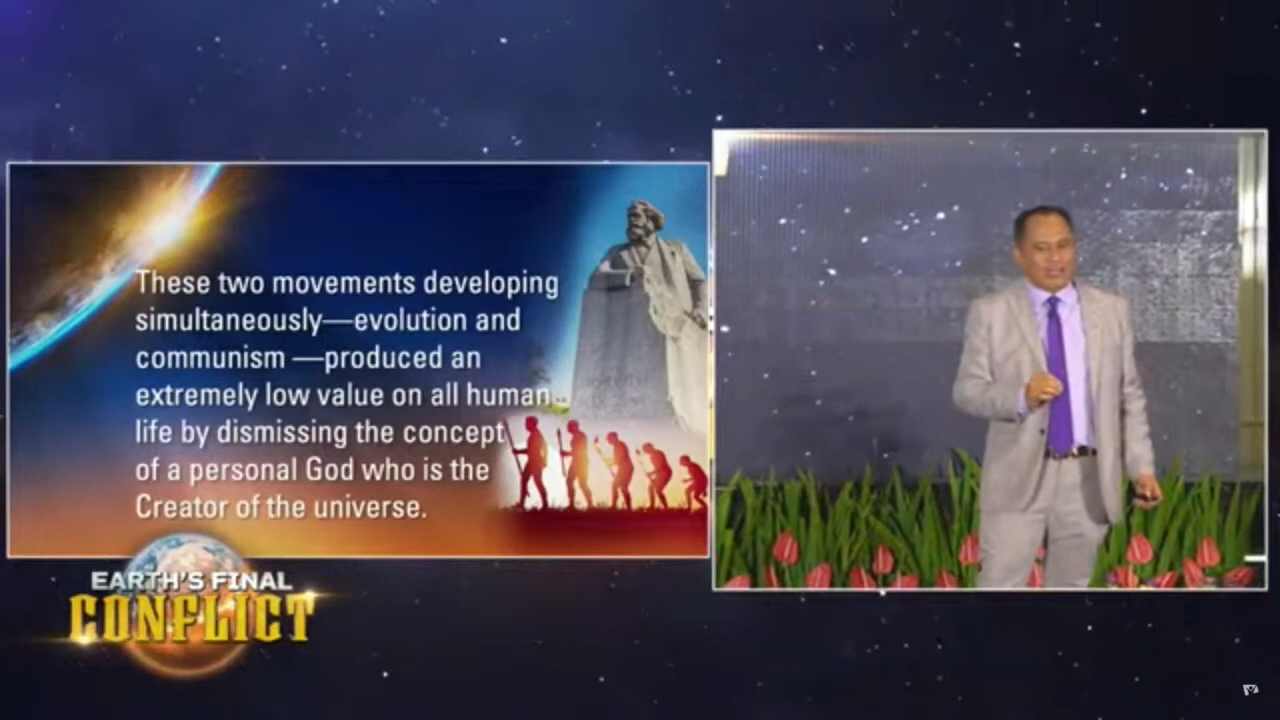 These two movements developing
simultaneously—evolution and
communism —produced an
extremely low value on all human
life by dismissing the concept
of a personal God who is the
Creator of the universe.
EARTH'S FINAL
CONFLICT